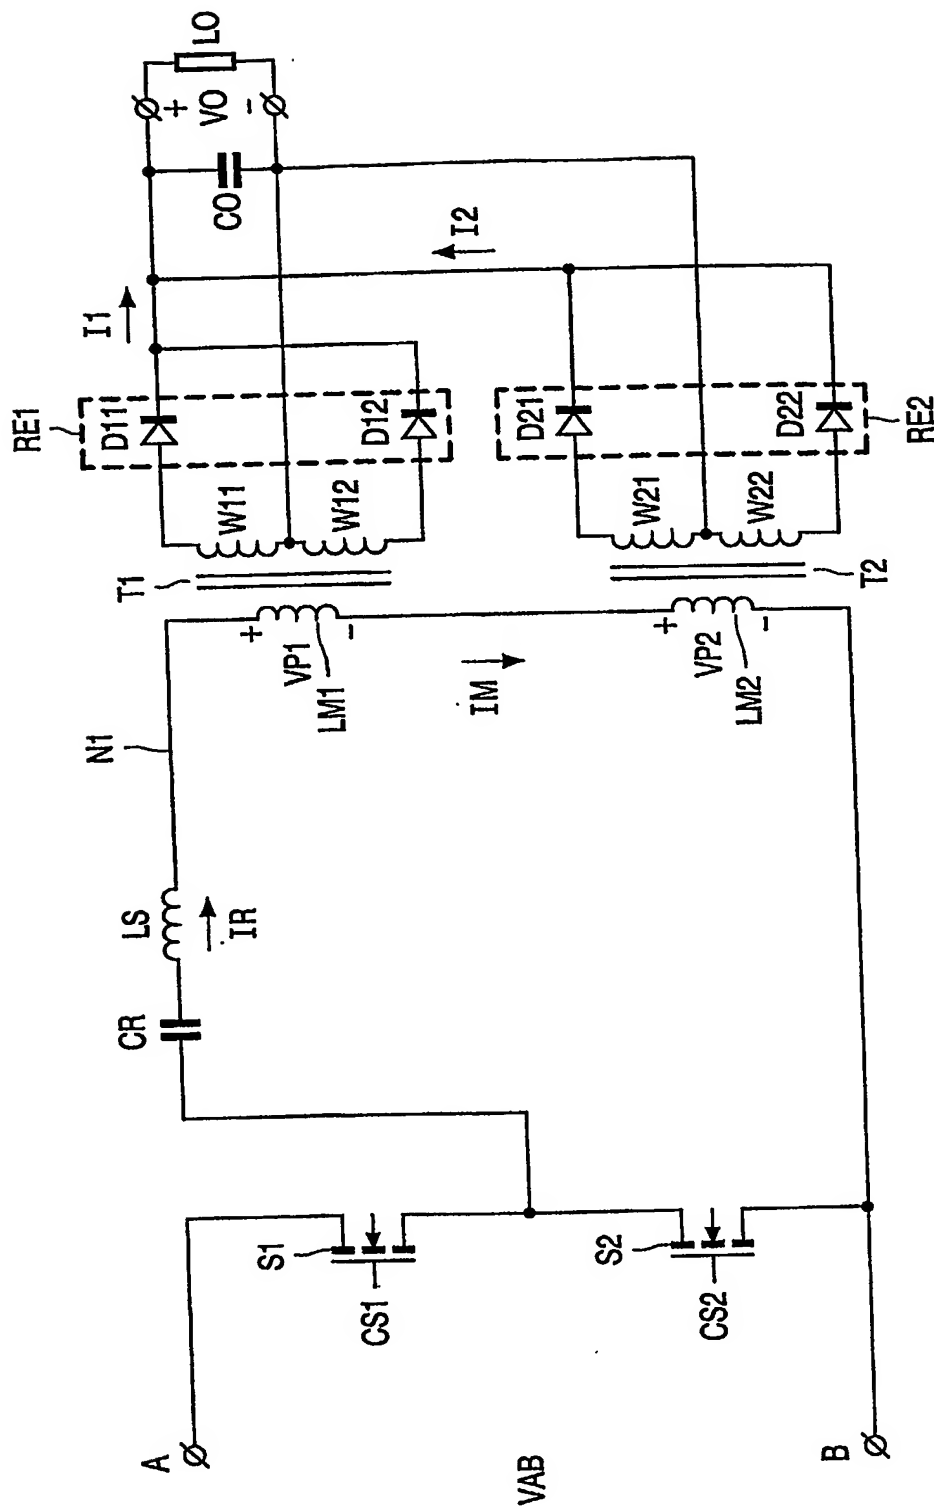 A
VAB
B
S1
CS1
S2
CS2
CR
LS
IR
N1
T1
+
VP1
-
LM1
IM
+
VP2
-
LM2
T2
W11
W12
W21
W22
RE1
D11
D12
D21
D22
RE2
I1
I2
CO
+
VO
-
LO